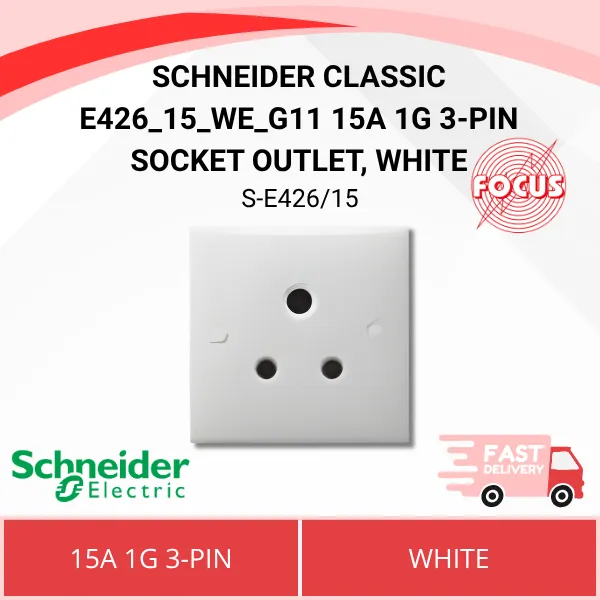 SCHNEIDER CLASSIC
E426_15_WE_G11 15A 1G 3-PIN
SOCKET OUTLET, WHITE
S-E426/15
FOCUS
Schneider
Electric
FAST
DELIVERY
15A 1G 3-PIN
WHITE